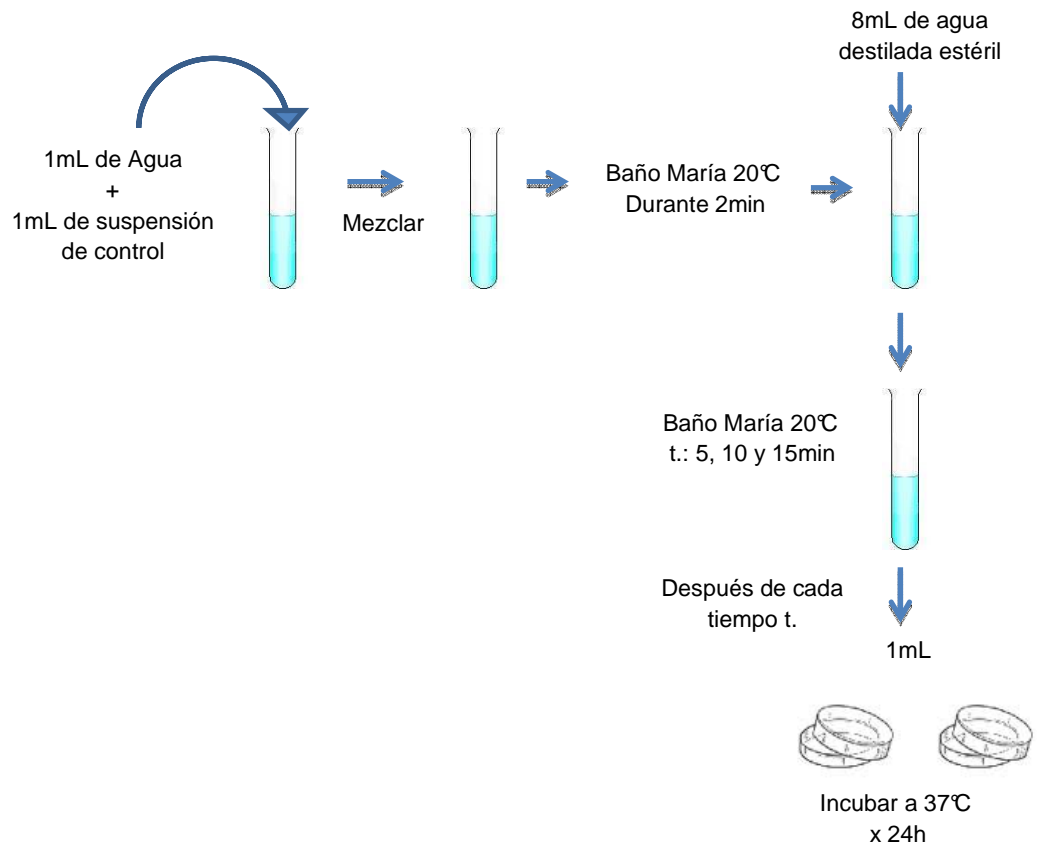 8mL de agua
destilada estéril
1mL de Agua
+
1mL de suspensión
de control
Mezclar
Baño María 20℃
Durante 2min
Baño María 20℃
t.: 5, 10 y 15min
Después de cada
tiempo t.
1mL
Incubar a 37℃
x 24h